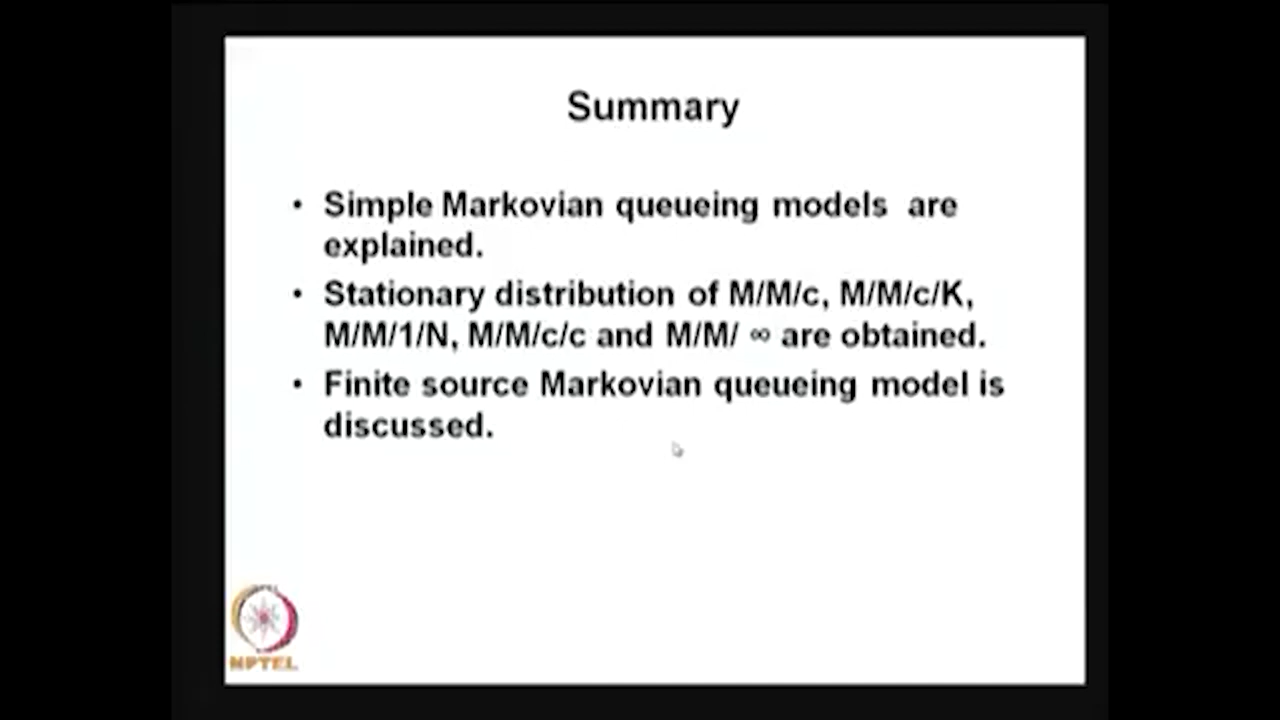 Summary
• Simple Markovian queueing models are
explained.
• Stationary distribution of M/M/c, M/M/c/K,
M/M/1/N, M/M/c/c and M/M/ ∞ are obtained.
• Finite source Markovian queueing model is
discussed.
NPTEL